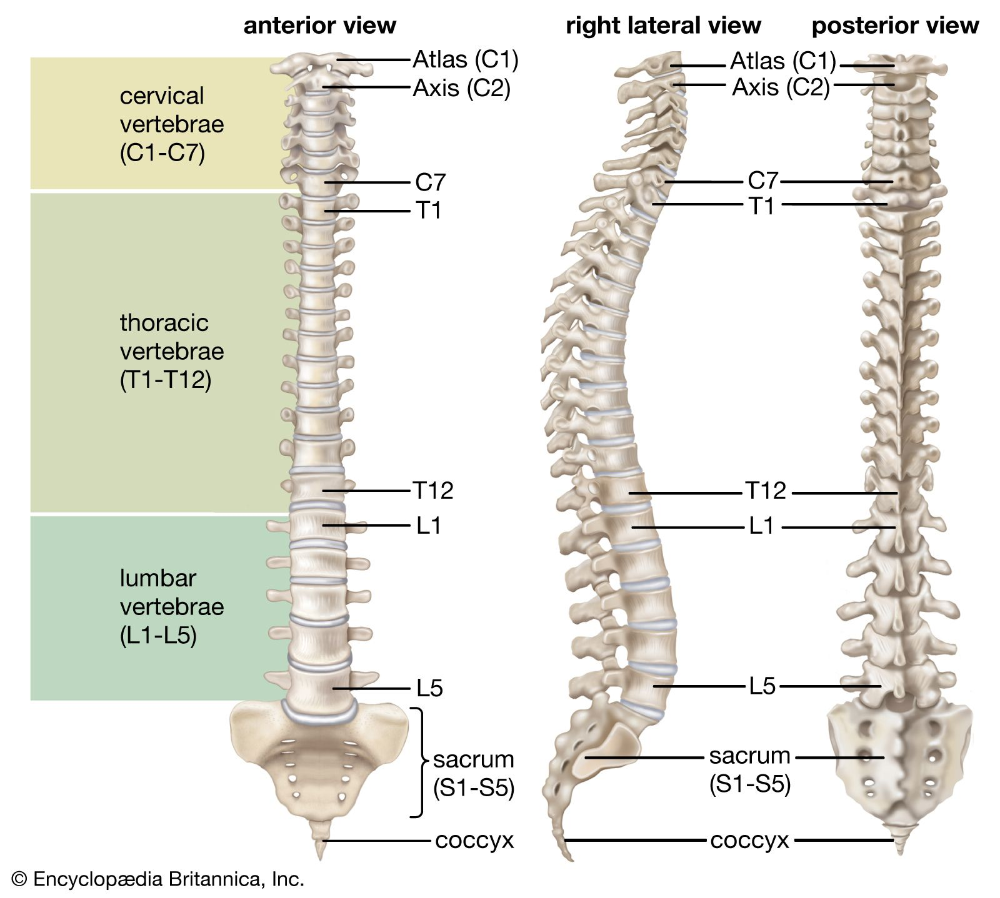 anterior view
right lateral view
posterior view
cervical
vertebrae
(C1-C7)
thoracic
vertebrae
(T1-T12)
lumbar
vertebrae
(L1-L5)
Atlas (C1)
Axis (C2)
C7
T1
T12
L1
L5
sacrum
(S1-S5)
coccyx
Atlas (C1)
Axis (C2)
C7
T1
T12
L1
L5
sacrum
(S1-S5)
coccyx
© Encyclopædia Britannica, Inc.